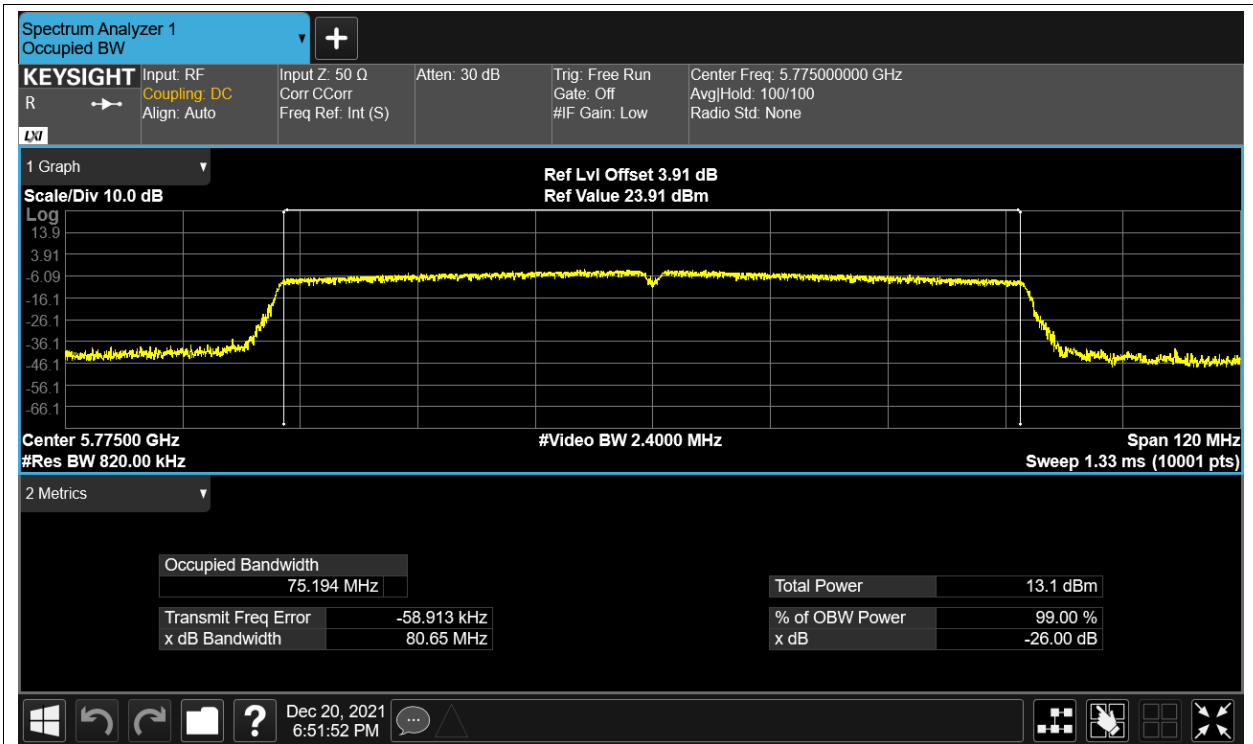 Spectrum Analyzer 1
Occupied BW
KEYSIGHT
R
LXI
Input: RF
Coupling: DC
Align: Auto
Input Z: 50 Ω
Corr CCorr
Freq Ref: Int (S)
Atten: 30 dB
Trig: Free Run
Gate: Off
#IF Gain: Low
Center Freq: 5.775000000 GHz
Avg|Hold: 100/100
Radio Std: None
1 Graph
Scale/Div 10.0 dB
Ref Lvl Offset 3.91 dB
Ref Value 23.91 dBm
Log
13.9
3.91
-6.09
-16.1
-26.1
-36.1
-46.1
-56.1
-66.1
Center 5.77500 GHz
#Video BW 2.4000 MHz
Span 120 MHz
#Res BW 820.00 kHz
Sweep 1.33 ms (10001 pts)
2 Metrics
Occupied Bandwidth
75.194 MHz
Transmit Freq Error -58.913 kHz
x dB Bandwidth 80.65 MHz
Total Power 13.1 dBm
% of OBW Power 99.00 %
x dB -26.00 dB
?
Dec 20, 2021
6:51:52 PM